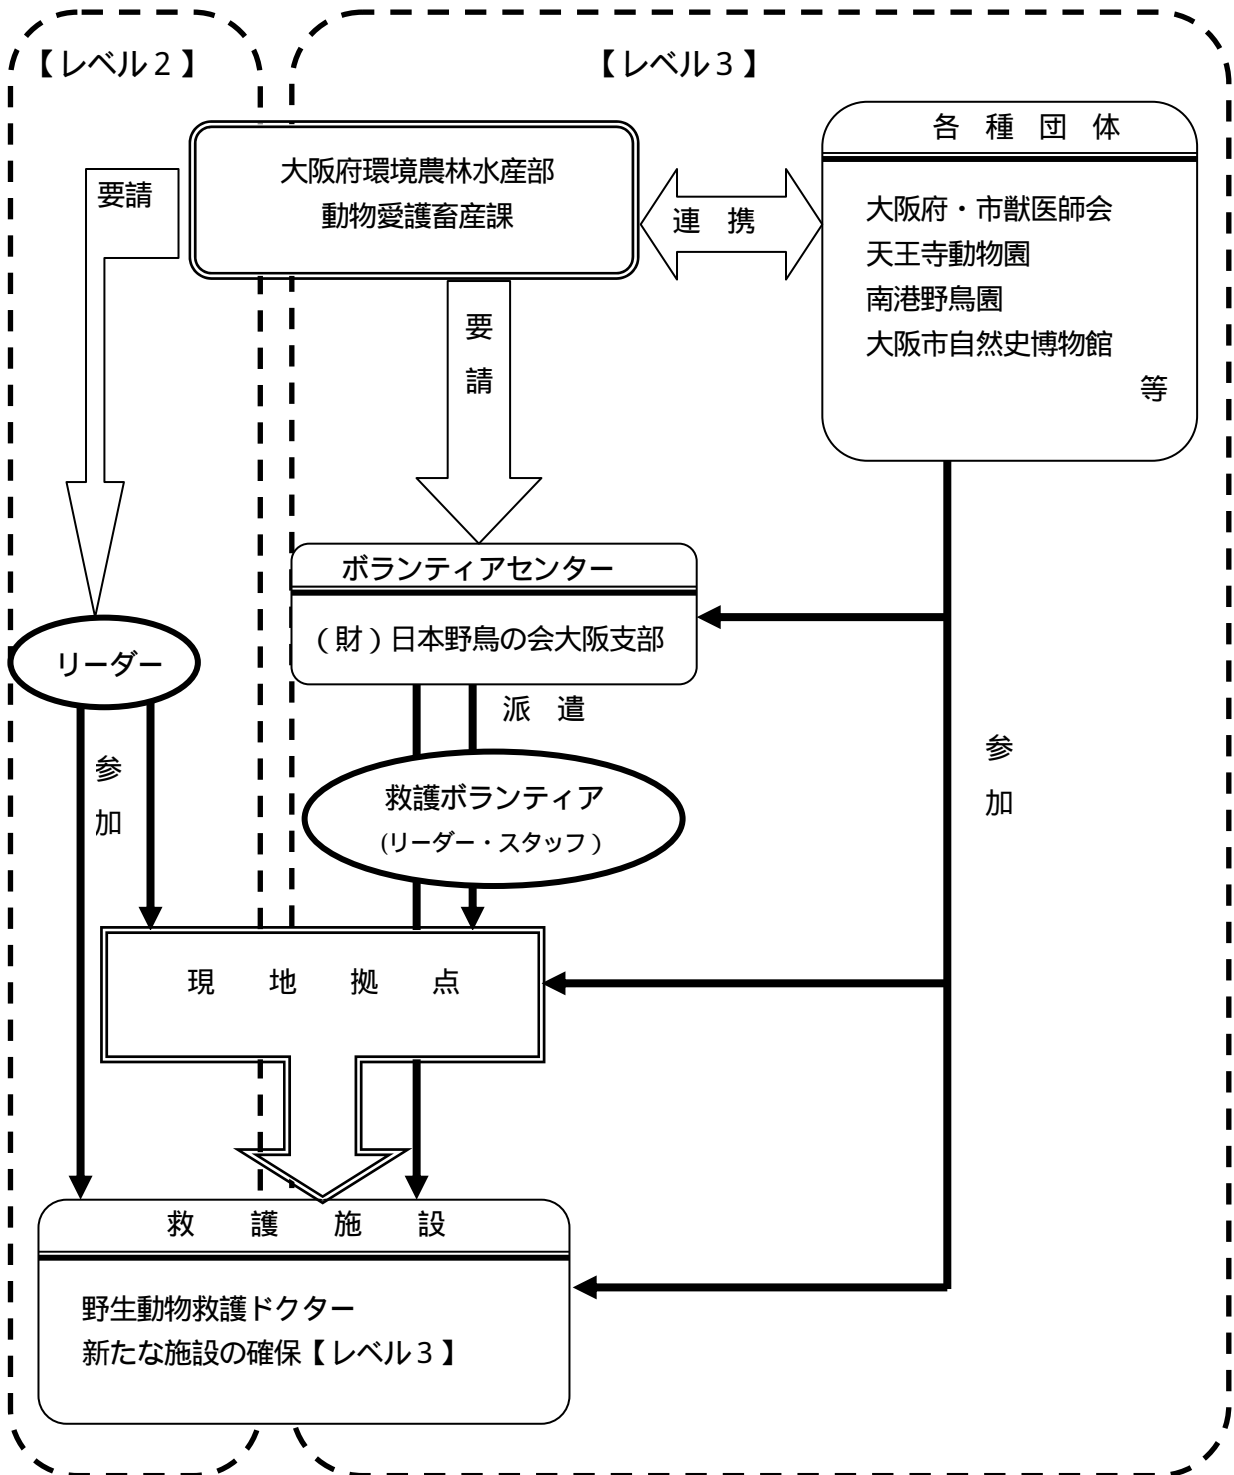 【レベル２】
【レベル３】
大阪府環境農林水産部
動物愛護畜産課
各　種　団　体
大阪府・市獣医師会
天王寺動物園
南港野鳥園
大阪市自然史博物館
等
要請
連　携
要
請
ボランティアセンター
（財）日本野鳥の会大阪支部
リーダー
派　遣
参
加
参
加
救護ボランティア
(リーダー・スタッフ）
現　地　拠　点
救　護　施　設
野生動物救護ドクター
新たな施設の確保【レベル３】